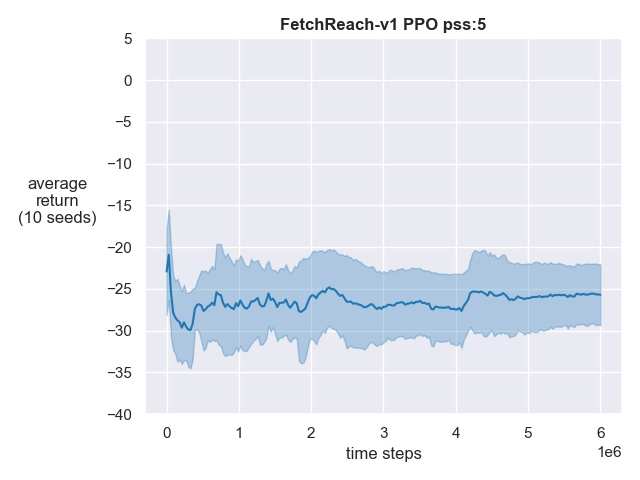 FetchReach-v1 PPO pss:5
5
0
−5
−10
−15
−20
−25
−30
−35
−40
average
return
(10 seeds)
0 1 2 3 4 5 6
1e6
time steps